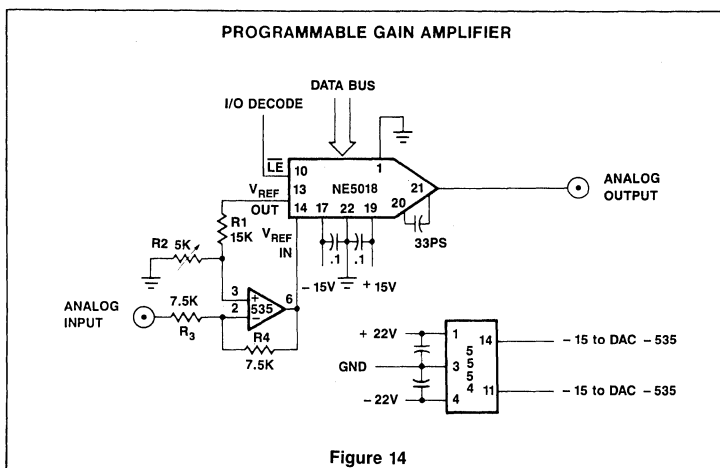 PROGRAMMABLE GAIN AMPLIFIER
DATA BUS
I/O DECODE
LE
10
1
13
NE5018
21
14
17
22
19
20
VREF
OUT
VREF
IN
ANALOG
OUTPUT
33PS
.1
.1
- 15V
+ 15V
R1
15K
R2
5K
3
+
535
6
2
-
ANALOG
INPUT
7.5K
R3
R4
7.5K
+ 22V
1
14
- 15 to DAC - 535
GND
3
5
5
5
4
- 22V
4
11
- 15 to DAC - 535
Figure 14